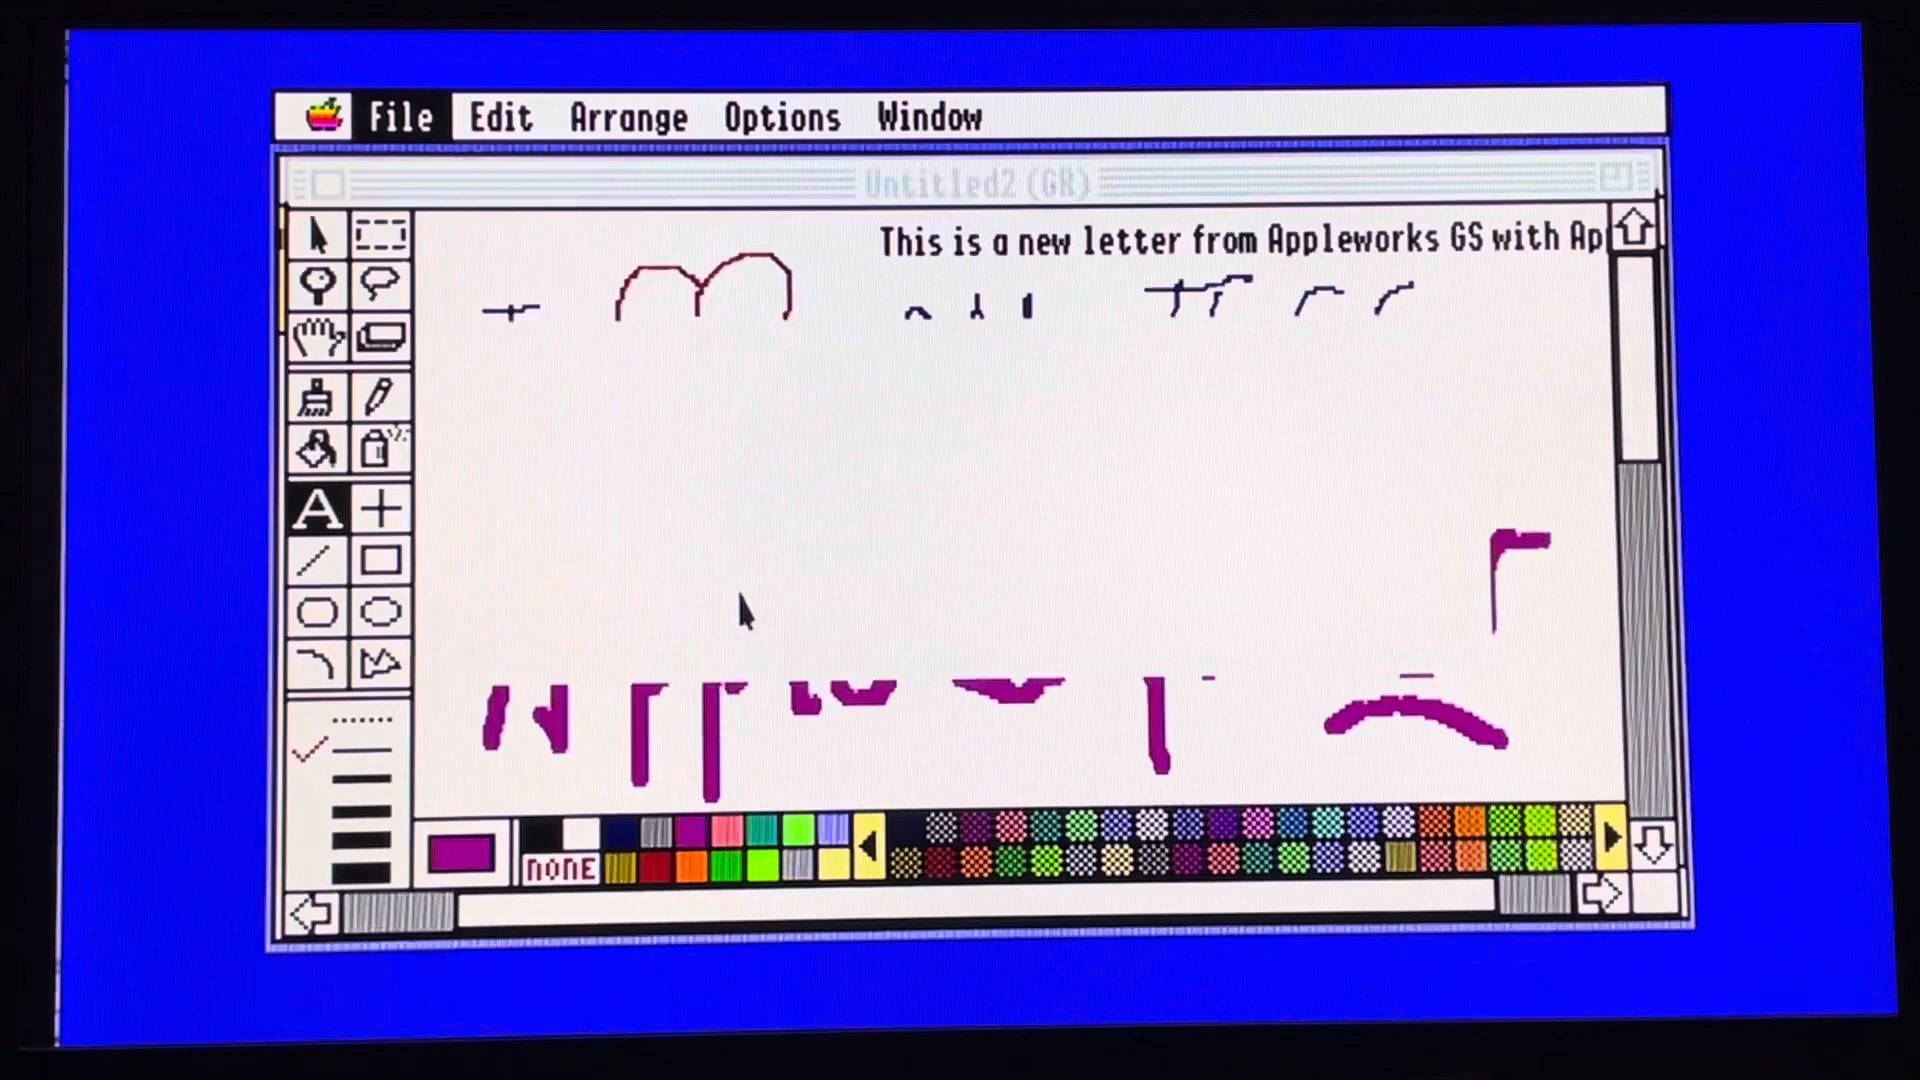 File Edit Arrange Options Window
Untitled2 (GR)
This is a new letter from Appleworks GS with Ap
A
NONE